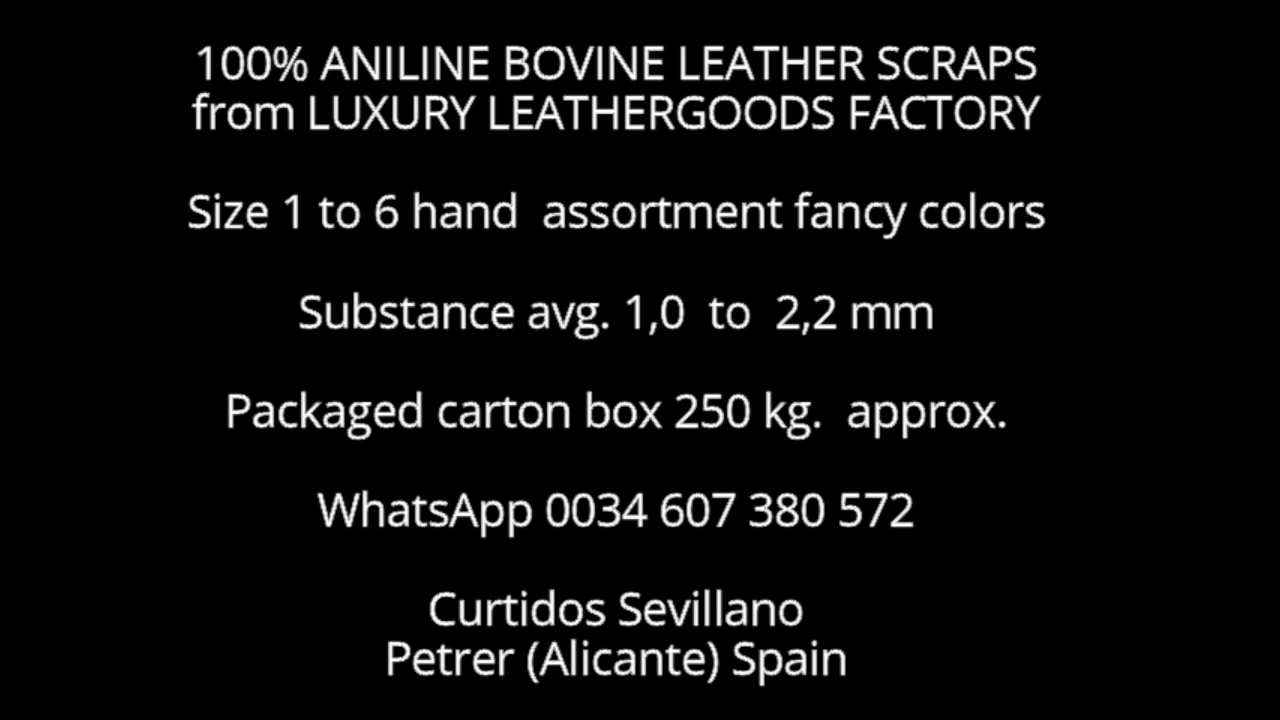 100% ANILINE BOVINE LEATHER SCRAPS
from LUXURY LEATHERGOODS FACTORY
Size 1 to 6 hand  assortment fancy colors
Substance avg. 1,0  to  2,2 mm
Packaged carton box 250 kg.  approx.
WhatsApp 0034 607 380 572
Curtidos Sevillano
Petrer (Alicante) Spain